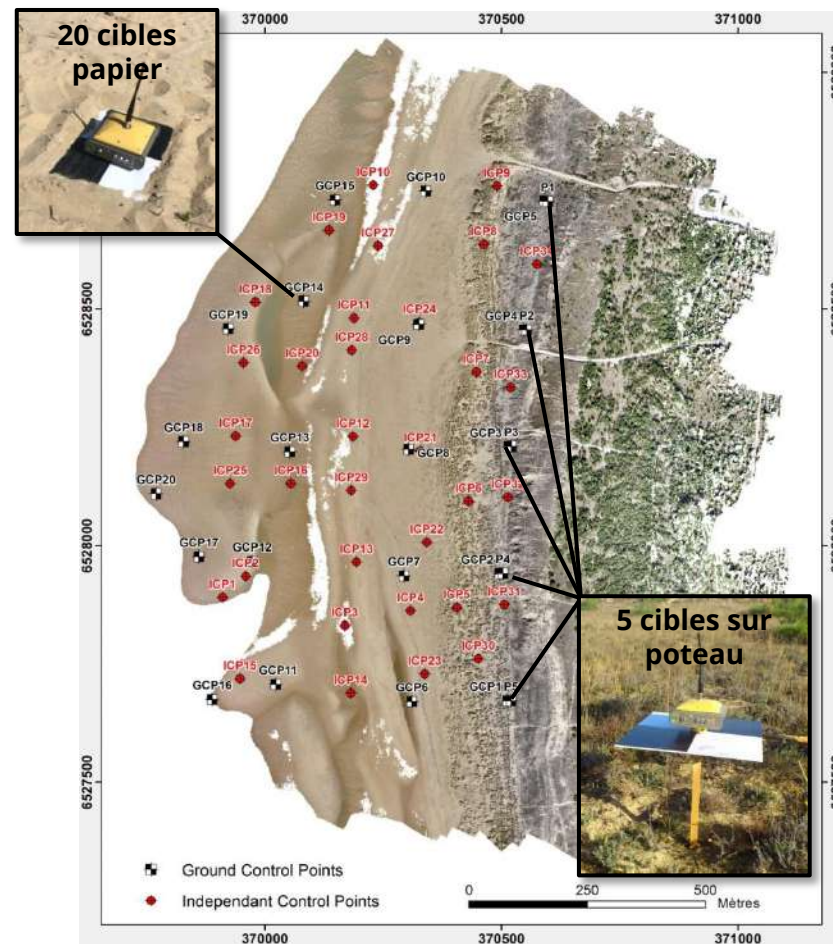 370000 370500 371000
20 cibles
papier
ICP10
GCP10
ICP9
GCP15
P1
ICP19
GCP5
ICP27
ICP8
GCP14
ICP18
6528500
GCP19
ICP11
ICP24
GCP4 P2
GCP9
ICP28
ICP26
ICP20
ICP7
ICP33
GCP18
ICP17
GCP13
ICP12
ICP21
GCP8
GCP3 P3
GCP20
ICP25
ICP16
ICP29
ICP6
GCP17
GCP12
ICP22
6528000
ICP2
ICP13
GCP7
GCP2 P4
ICP1
ICP3
ICP4
ICP5
ICP31
5 cibles sur
poteau
ICP15
GCP11
ICP30
GCP16
ICP14
ICP23
GCP6
GCP1 P5
6527500
Ground Control Points
Independant Control Points
0 250 500
Mètres
370000 370500 371000